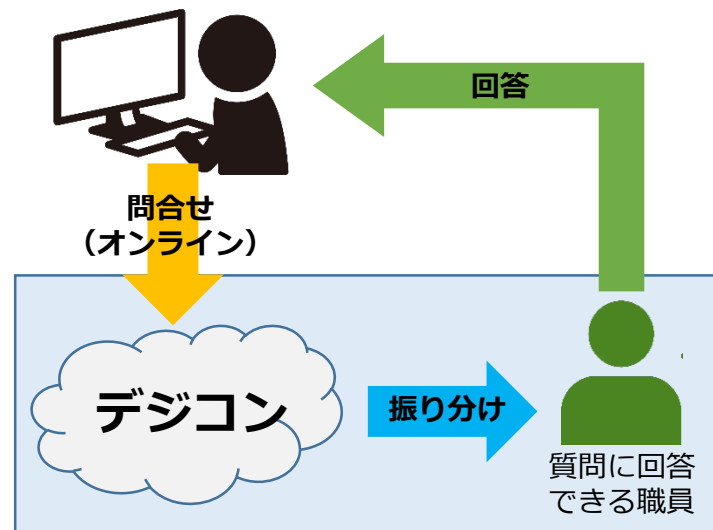 回答
問合せ
（オンライン）
デジコン
振り分け
質問に回答
できる職員